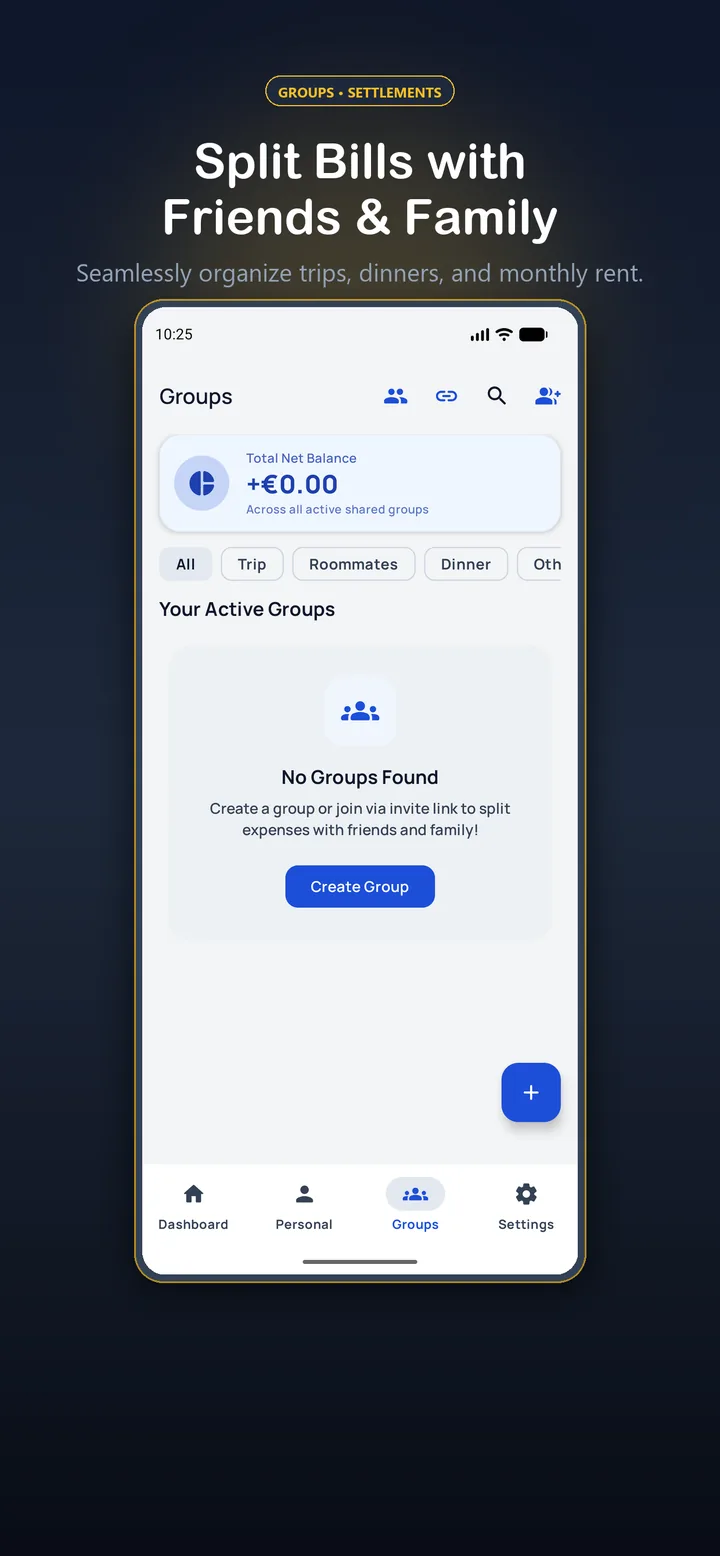 GROUPS • SETTLEMENTS
Split Bills with
Friends & Family
Seamlessly organize trips, dinners, and monthly rent.
10:25
Groups
Total Net Balance
+€0.00
Across all active shared groups
All
Trip
Roommates
Dinner
Oth
Your Active Groups
No Groups Found
Create a group or join via invite link to split
expenses with friends and family!
Create Group
Dashboard
Personal
Groups
Settings